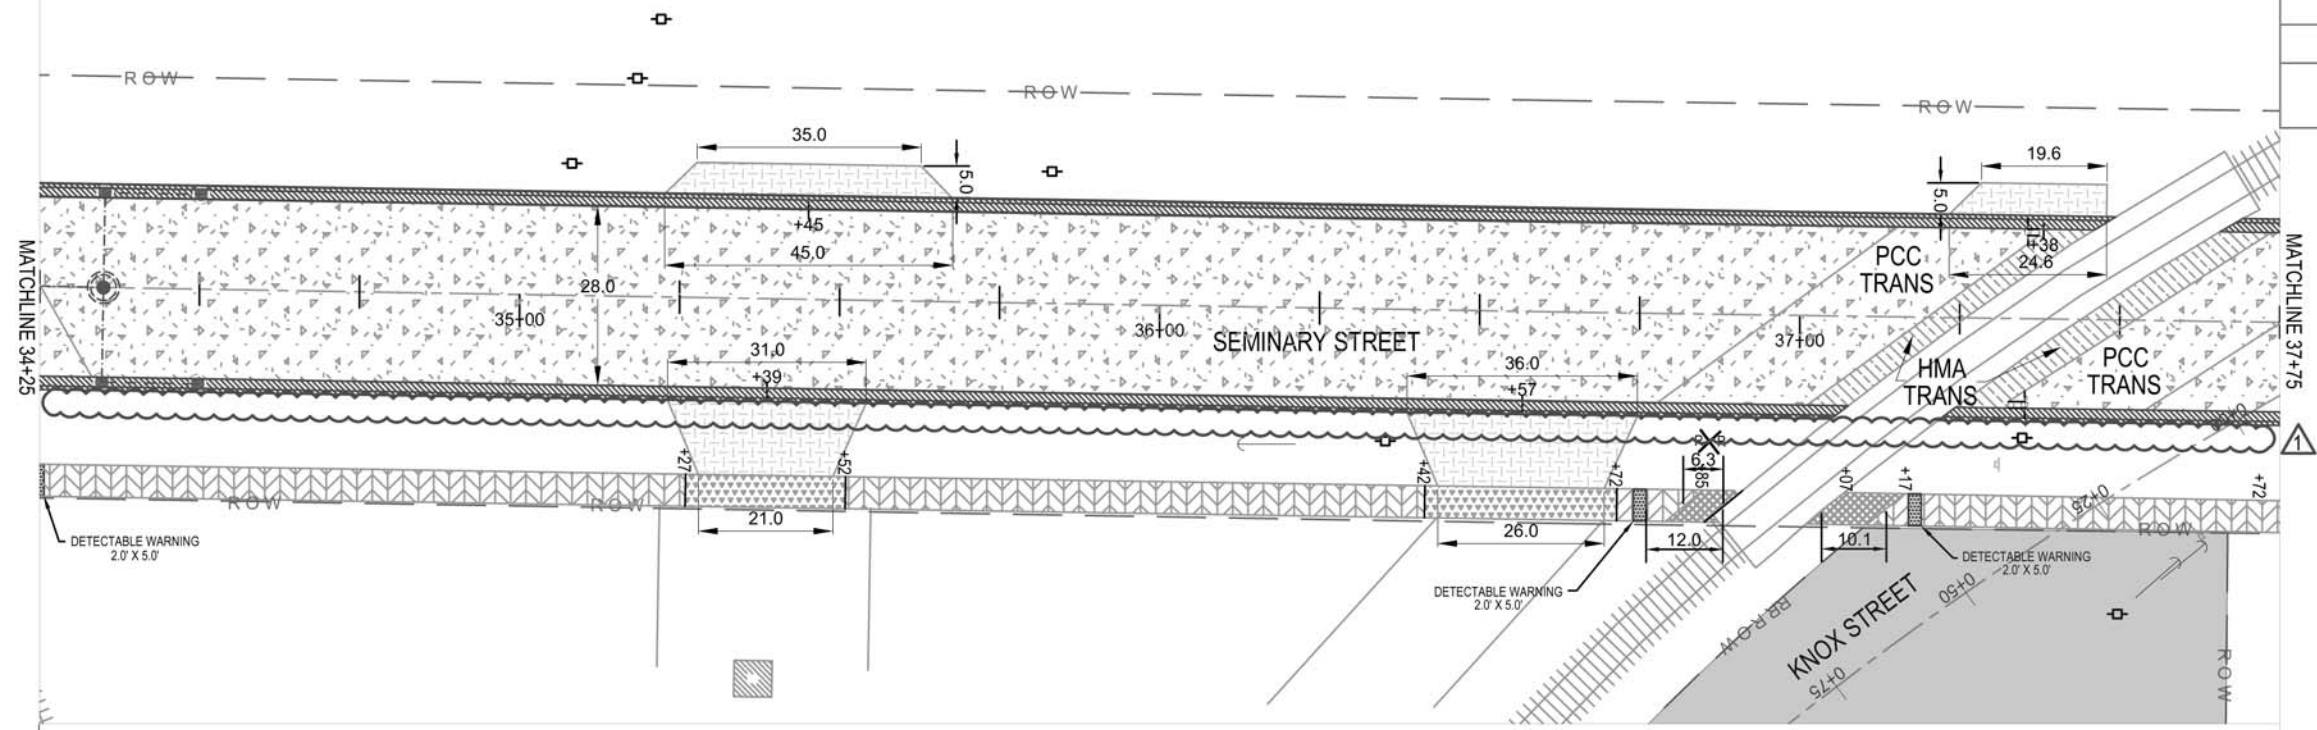 ROW
ROW
ROW
35.0
5.0
19.6
5.0
+45
45.0
28.0
+38
24.6
PCC
TRANS
MATCHLINE 34+25
MATCHLINE 37+75
35+00
36+00
37+00
SEMINARY STREET
31.0
+39
36.0
+57
HMA
TRANS
PCC
TRANS
1
+27
+52
+42
+72
6.3
+85
+07
+17
+72
ROW
ROW
ROW
21.0
26.0
12.0
10.1
0+25
DETECTABLE WARNING
2.0' X 5.0'
DETECTABLE WARNING
2.0' X 5.0'
DETECTABLE WARNING
2.0' X 5.0'
RR ROW
KNOX STREET
0+50
0+75
ROW